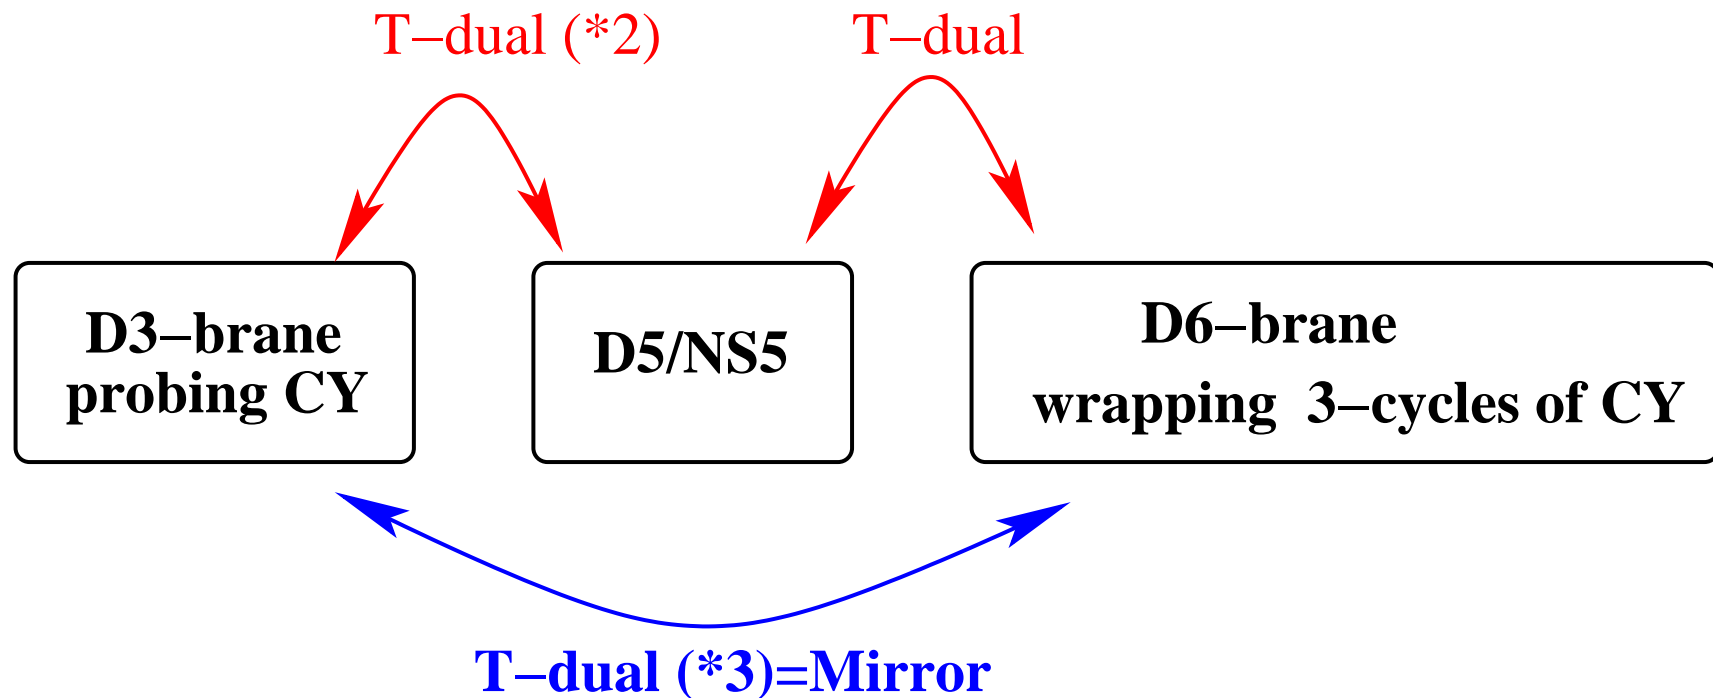 T–dual (*2)
T–dual
D3–brane
probing CY
D5/NS5
D6–brane
wrapping 3–cycles of CY
T–dual (*3)=Mirror